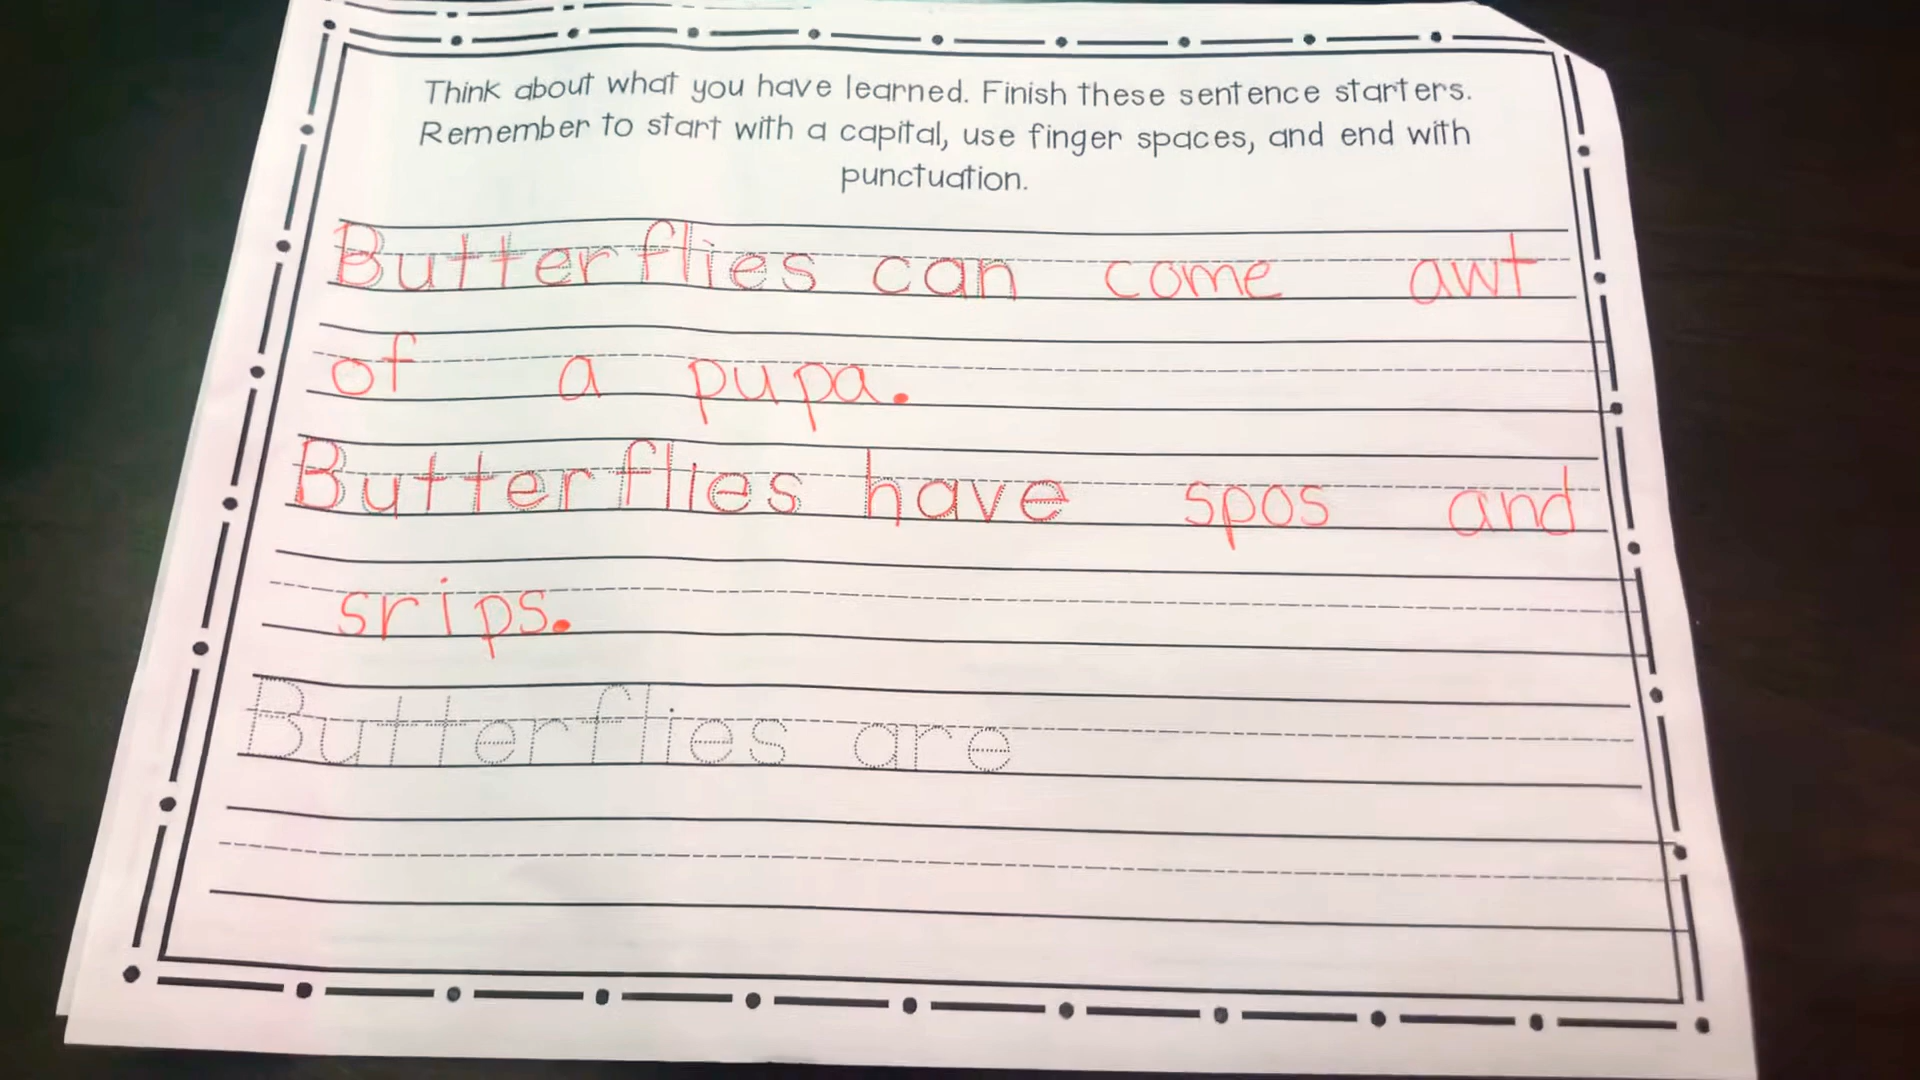 Think about what you have learned. Finish these sentence starters.
Remember to start with a capital, use finger spaces, and end with
punctuation.
Butterflies can come awt
of a pupa.
Butterflies have spos and
srips.
Butterflies are